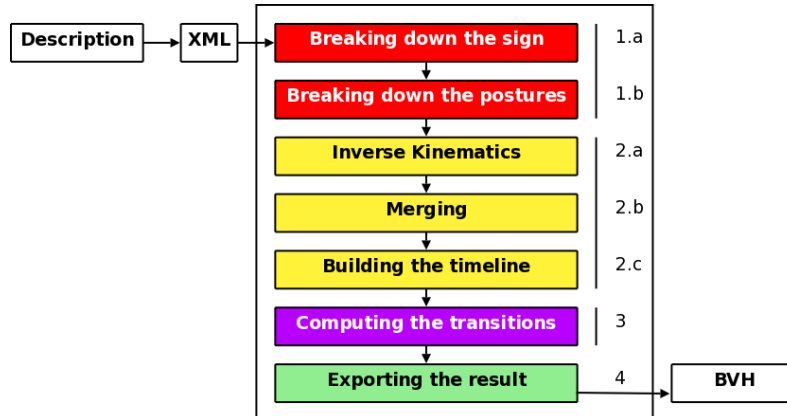 Description
XML
Breaking down the sign
1.a
Breaking down the postures
1.b
Inverse Kinematics
2.a
Merging
2.b
Building the timeline
2.c
Computing the transitions
3
Exporting the result
4
BVH